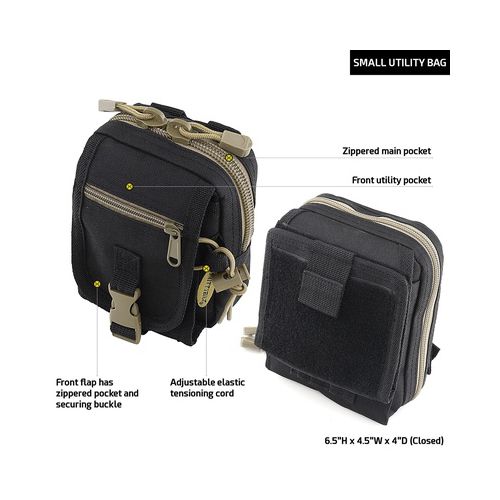 SMALL UTILITY BAG
Zippered main pocket
Front utility pocket
Front flap has
zippered pocket and
securing buckle
Adjustable elastic
tensioning cord
6.5"H x 4.5"W x 4"D (Closed)